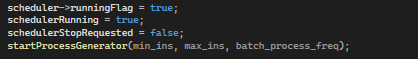 scheduler->runningFlag = true;
schedulerRunning = true;
schedulerStopRequested = false;
startProcessGenerator(min_ins, max_ins, batch_process_freq);